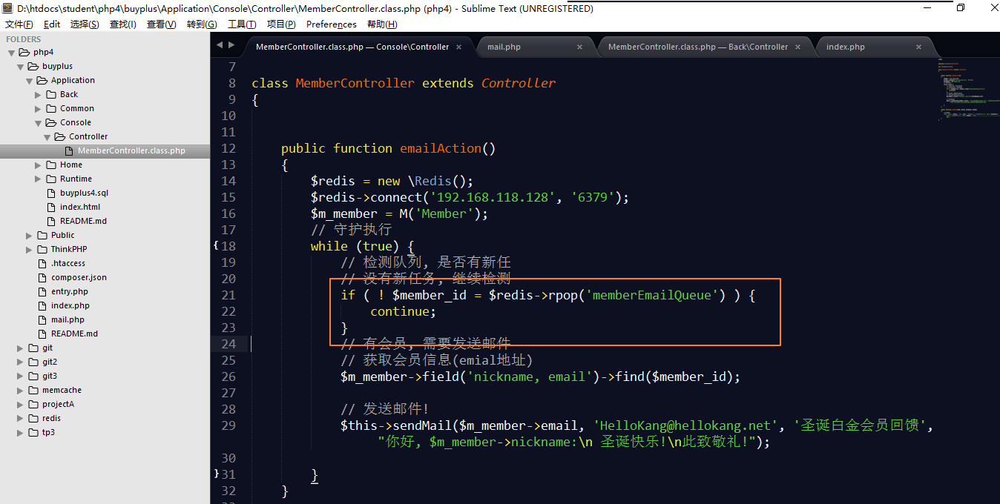 D:\htdocs\student\php4\buyplus\Application\Console\Controller\MemberController.class.php (php4) - Sublime Text (UNREGISTERED)
文件(F) Edit 选择(S) 查找(I) 查看(V) 转到(G) 工具(T) 项目(P) Preferences 帮助(H)
FOLDERS
php4
buyplus
Application
Back
Common
Console
Controller
MemberController.class.php
Home
Runtime
buyplus4.sql
index.html
README.md
Public
ThinkPHP
.htaccess
composer.json
entry.php
index.php
mail.php
README.md
git
git2
git3
memcache
projectA
redis
tp3
MemberController.class.php — Console\Controller × mail.php × MemberController.class.php — Back\Controller × index.php ×
7
8 class MemberController extends Controller
9 {
10
11
12 public function emailAction()
13 {
14 $redis = new \Redis();
15 $redis->connect('192.168.118.128', '6379');
16 $m_member = M('Member');
17 // 守护执行
18 while (true) {
19 // 检测队列, 是否有新任
20 // 没有新任务, 继续检测
21 if ( ! $member_id = $redis->rpop('memberEmailQueue') ) {
22 continue;
23 }
24 // 有会员, 需要发送邮件
25 // 获取会员信息(emial地址)
26 $m_member->field('nickname, email')->find($member_id);
27
28 // 发送邮件!
29 $this->sendMail($m_member->email, 'HelloKang@hellokang.net', '圣诞白金会员回馈',
"你好, $m_member->nickname:\n 圣诞快乐!\n此致敬礼!");
30
31 }
32 }